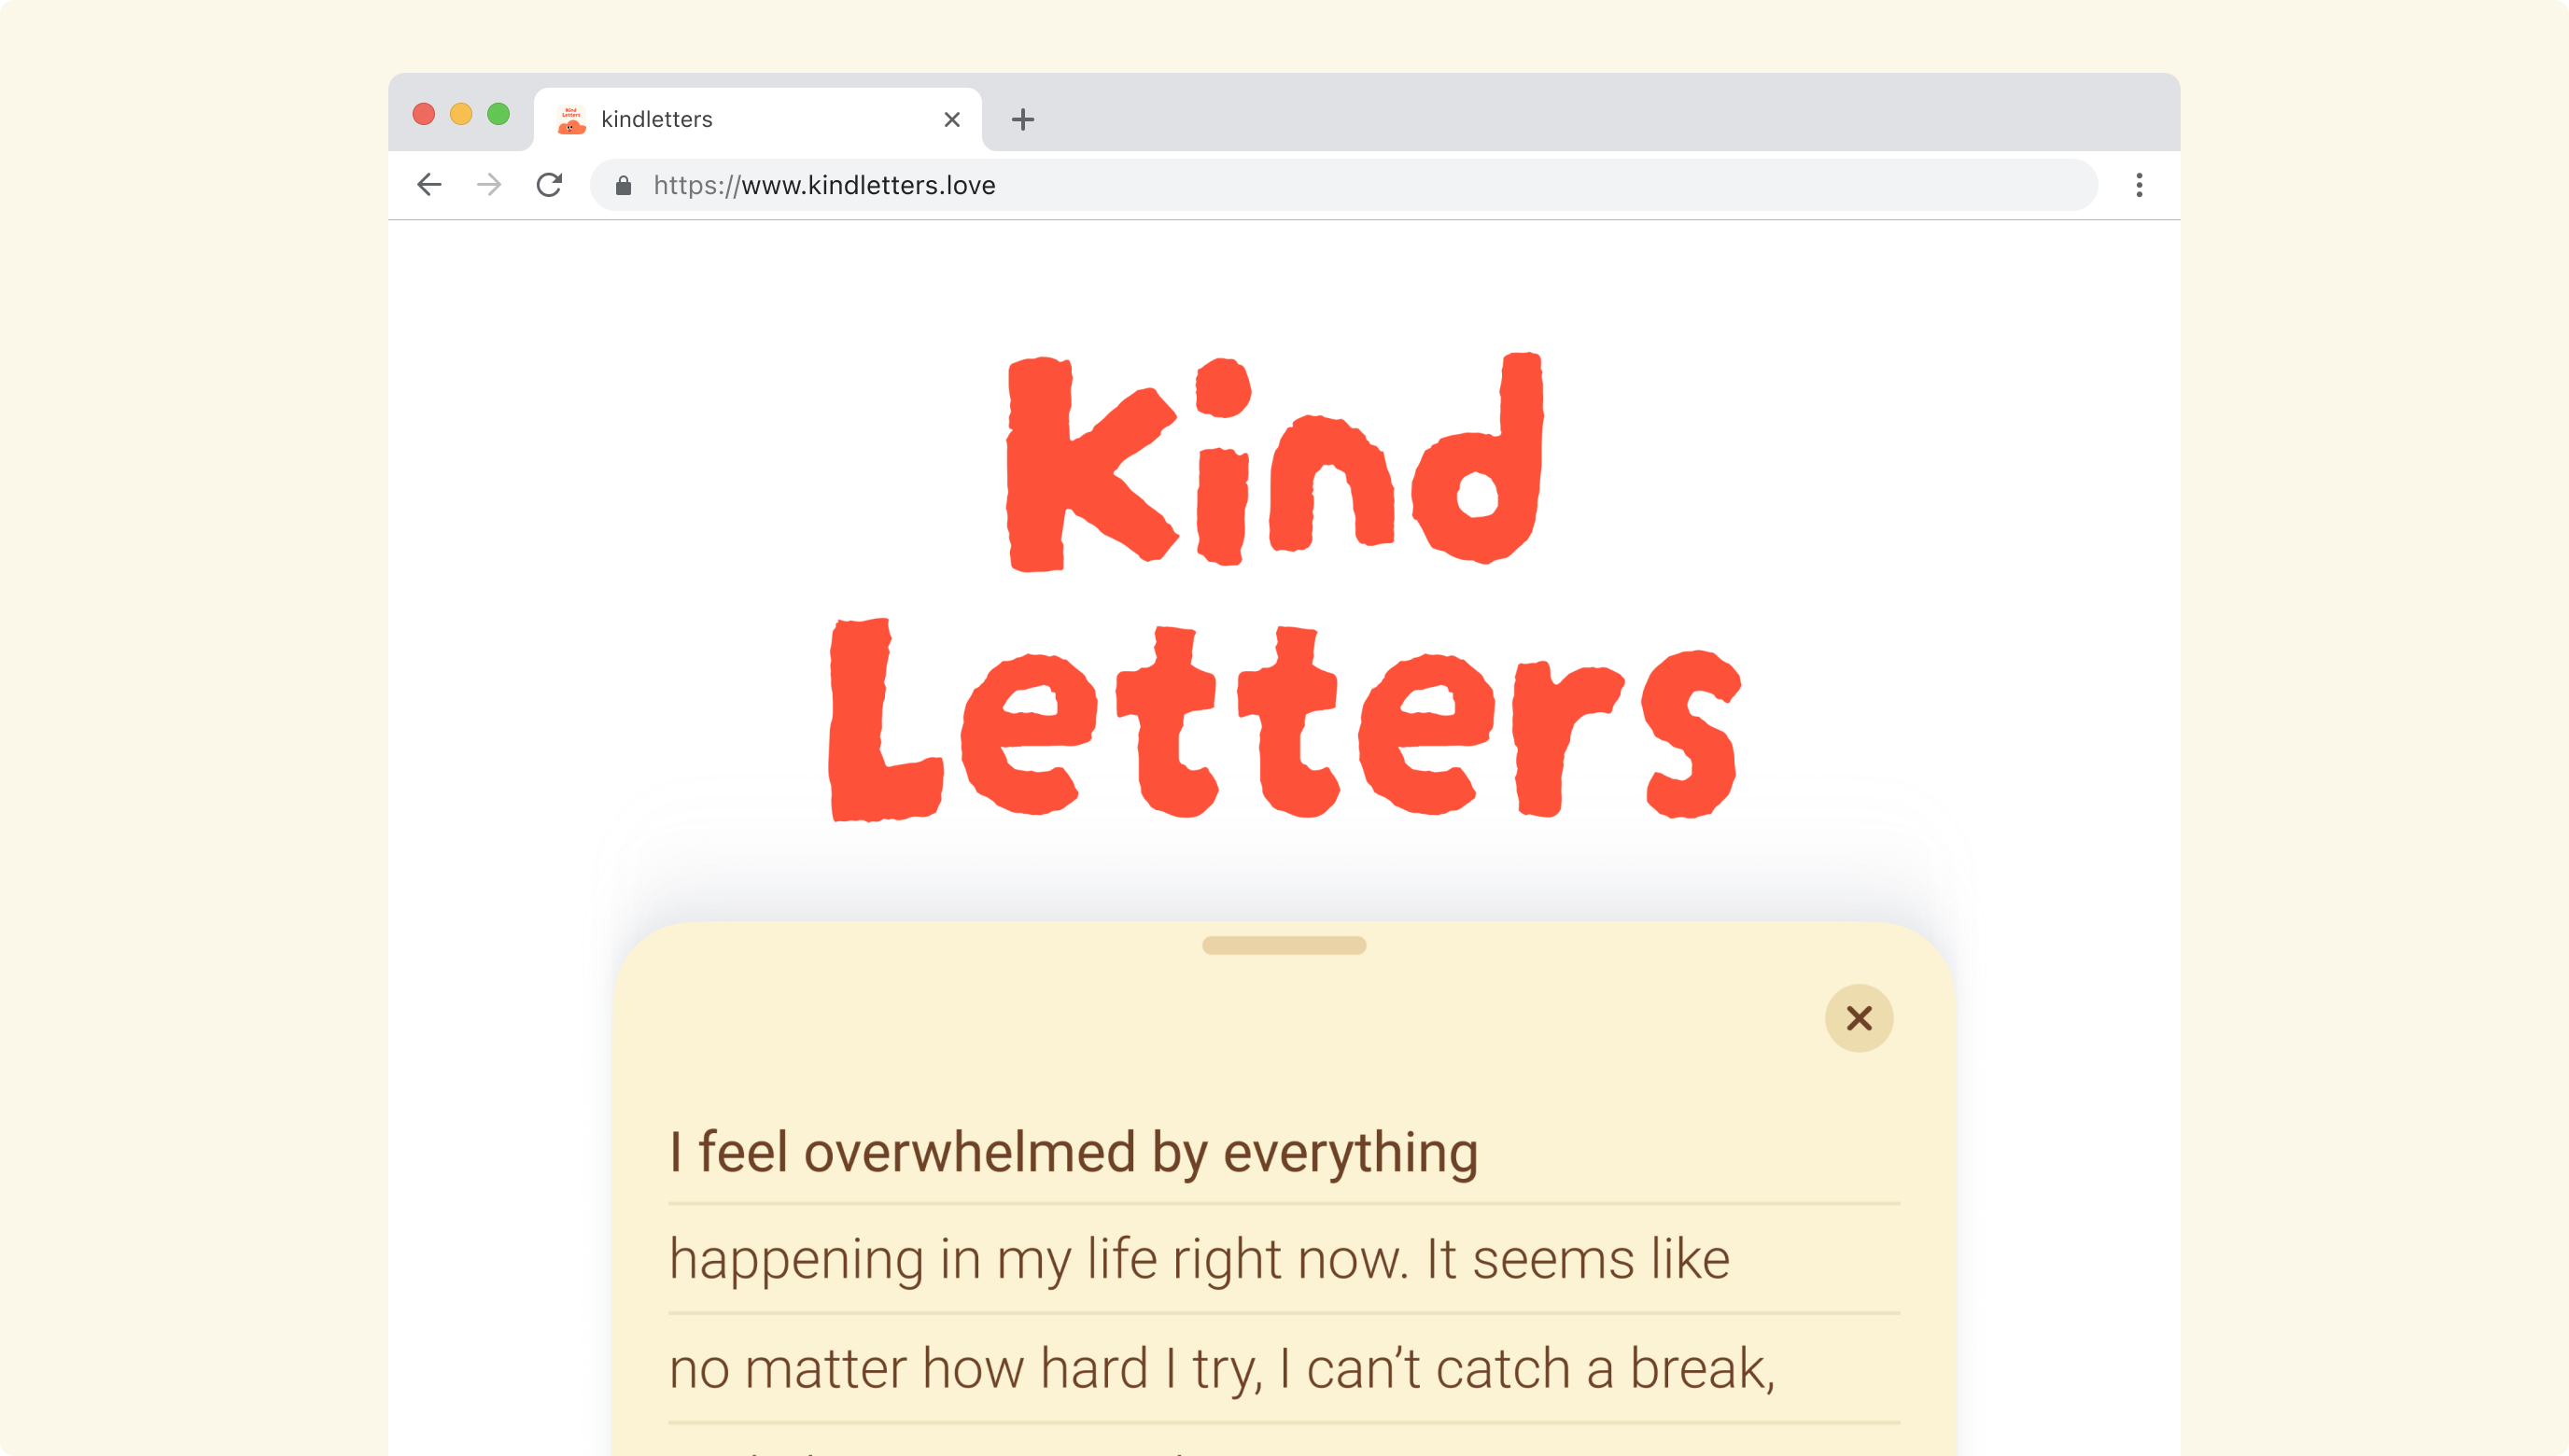 kindletters
https://www.kindletters.love
Kind
Letters
I feel overwhelmed by everything
happening in my life right now. It seems like
no matter how hard I try, I can’t catch a break,